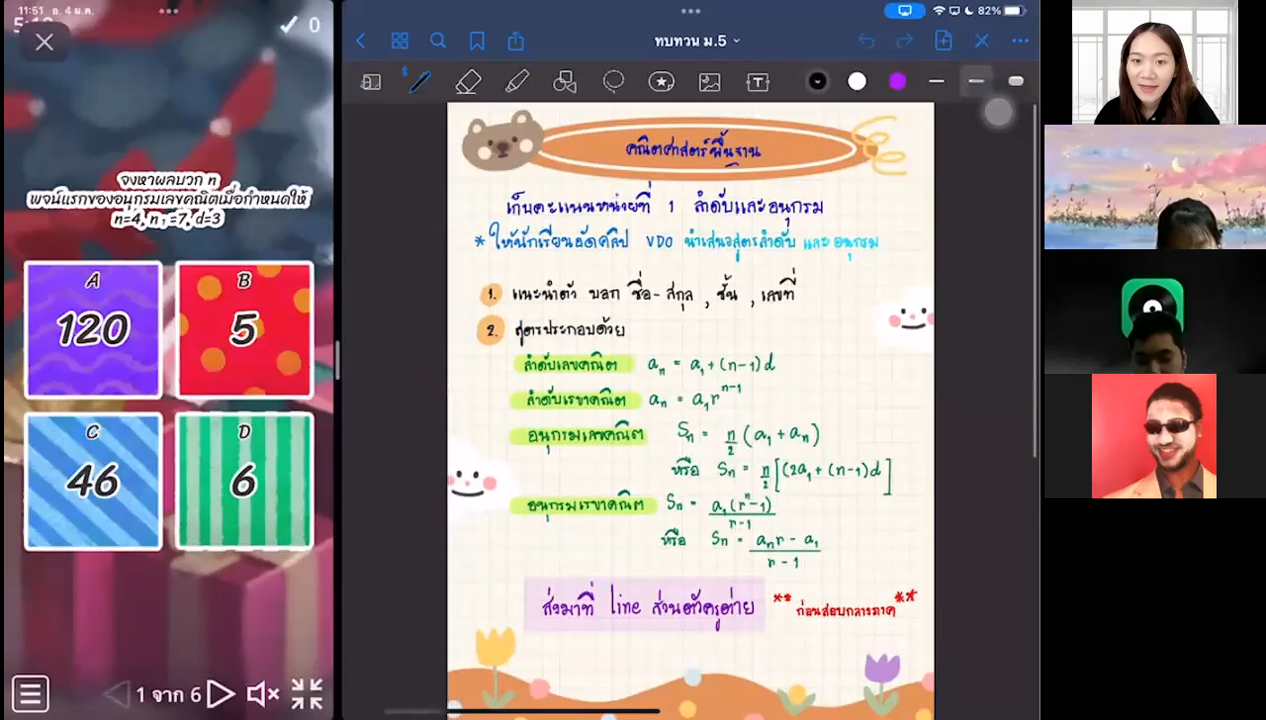 11:51 อ. 4 ม.ค.
✓ 0
จงหาผลบวก n
พจน์แรกของอนุกรมเลขคณิตเมื่อกำหนดให้
n=4, n₁=7, d=3
A
120
B
5
C
46
D
6
1 จาก 6
82%
ทบทวน ม.5
คณิตศาสตร์พื้นฐาน
เก็บคะแนนหน่วยที่ 1 ลำดับและอนุกรม
* ให้นักเรียนอัดคลิป VDO นำเสนอสูตรลำดับ และ อนุกรม
1. แนะนำตัว บอก ชื่อ-สกุล , ชั้น , เลขที่
2. สูตรประกอบด้วย
ลำดับเลขคณิต aₙ = a₁ + (n-1)d
ลำดับเรขาคณิต aₙ = a₁rⁿ⁻¹
อนุกรมเลขคณิต Sₙ = n/2 (a₁ + aₙ)
หรือ Sₙ = n/2 [(2a₁ + (n-1)d]
อนุกรมเรขาคณิต Sₙ = a₁(rⁿ-1)/r-1
หรือ Sₙ = aₙr - a₁/r-1
ส่งมาที่ line ส่วนตัวครูต่าย ** ก่อนสอบกลางภาค **